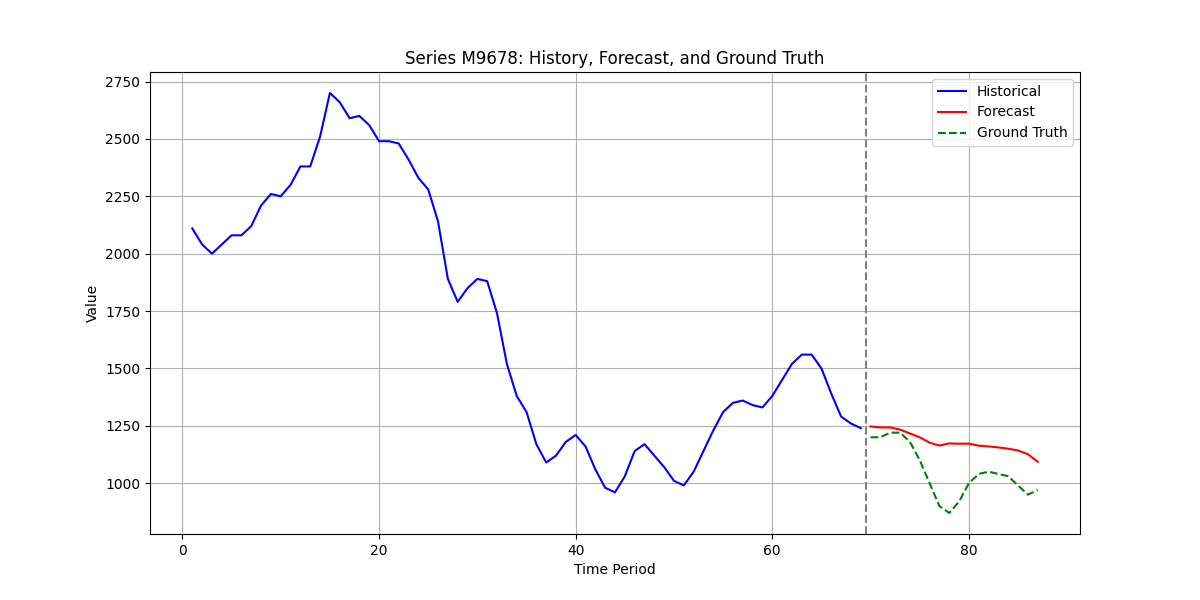 Series M9678: History, Forecast, and Ground Truth
Historical
Forecast
Ground Truth
Value
2750
2500
2250
2000
1750
1500
1250
1000
0
20
40
60
80
Time Period